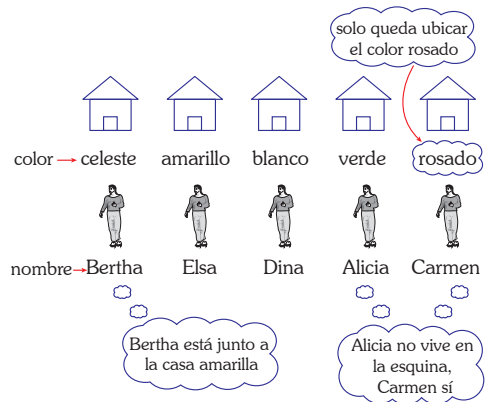 solo queda ubicar
el color rosado
color celeste amarillo blanco verde rosado
nombre Bertha Elsa Dina Alicia Carmen
Bertha está junto a
la casa amarilla
Alicia no vive en
la esquina,
Carmen sí